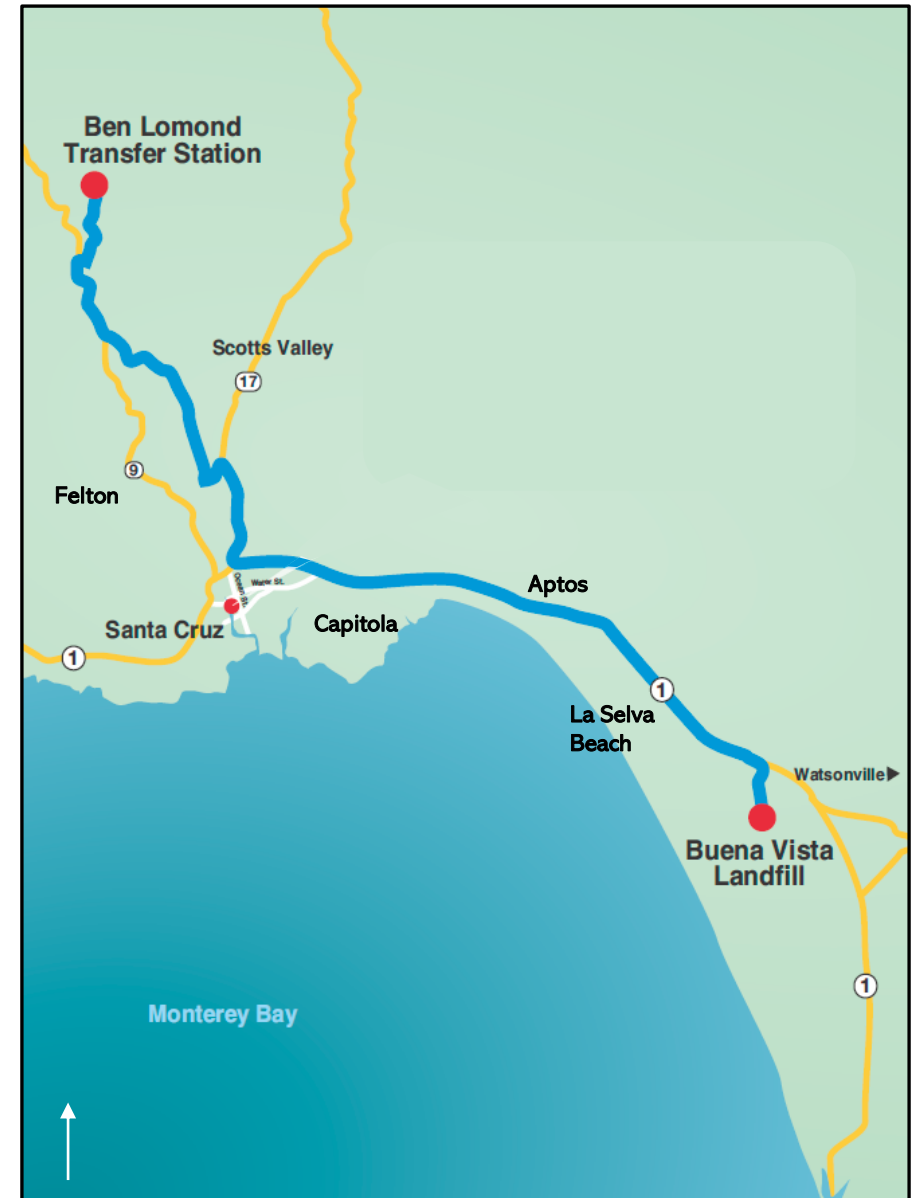 Ben Lomond
Transfer Station
Scotts Valley
17
9
Felton
Aptos
Water St.
Ocean St.
Capitola
Santa Cruz
1
1
La Selva
Beach
Watsonville
Buena Vista
Landfill
1
Monterey Bay